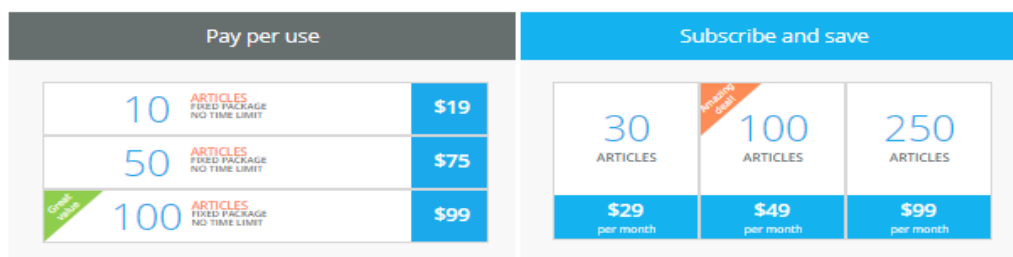 Pay per use
10 ARTICLES
FIXED PACKAGE
NO TIME LIMIT
$19
50 ARTICLES
FIXED PACKAGE
NO TIME LIMIT
$75
Great
value
100 ARTICLES
FIXED PACKAGE
NO TIME LIMIT
$99
Subscribe and save
30
ARTICLES
$29
per month
Amazing
deal!
100
ARTICLES
$49
per month
250
ARTICLES
$99
per month